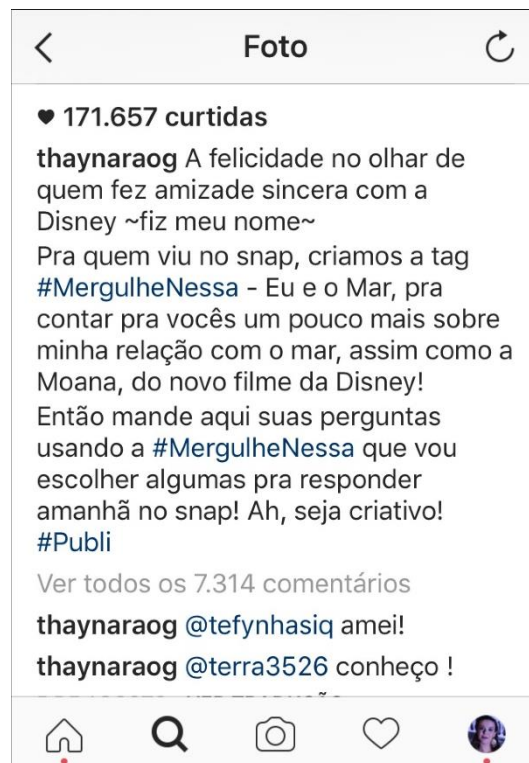 Foto
171.657 curtidas
thaynaraog A felicidade no olhar de
quem fez amizade sincera com a
Disney ~fiz meu nome~
Pra quem viu no snap, criamos a tag
#MergulheNessa - Eu e o Mar, pra
contar pra vocês um pouco mais sobre
minha relação com o mar, assim como a
Moana, do novo filme da Disney!
Então mande aqui suas perguntas
usando a #MergulheNessa que vou
escolher algumas pra responder
amanhã no snap! Ah, seja criativo!
#Publi
Ver todos os 7.314 comentários
thaynaraog @tefynhasiq amei!
thaynaraog @terra3526 conheço !